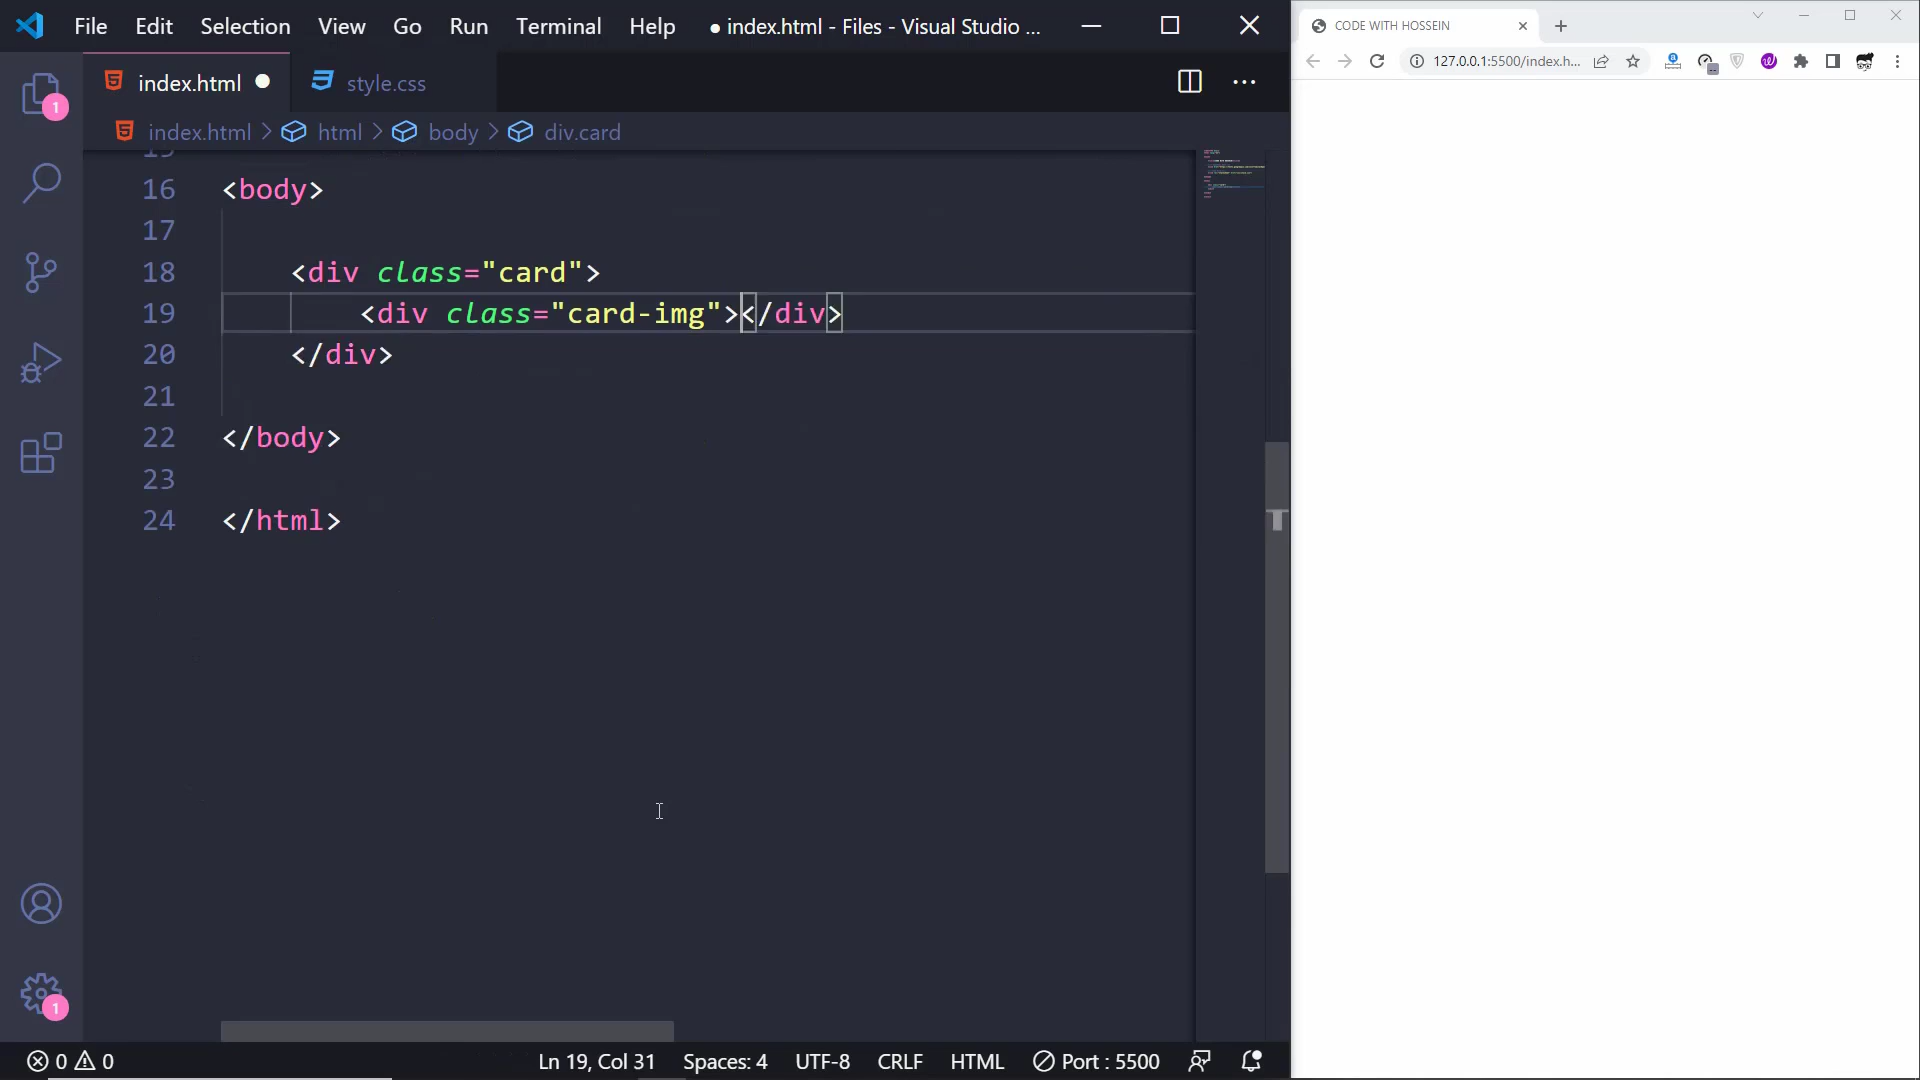 File Edit Selection View Go Run Terminal Help ● index.html - Files - Visual Studio ...
index.html ● style.css ...
index.html > html > body > div.card
15
16 <body>
17
18 <div class="card">
19 <div class="card-img"></div>
20 </div>
21
22 </body>
23
24 </html>
1
1
0 0 Ln 19, Col 31 Spaces: 4 UTF-8 CRLF HTML Port : 5500
CODE WITH HOSSEIN
127.0.0.1:5500/index.h...